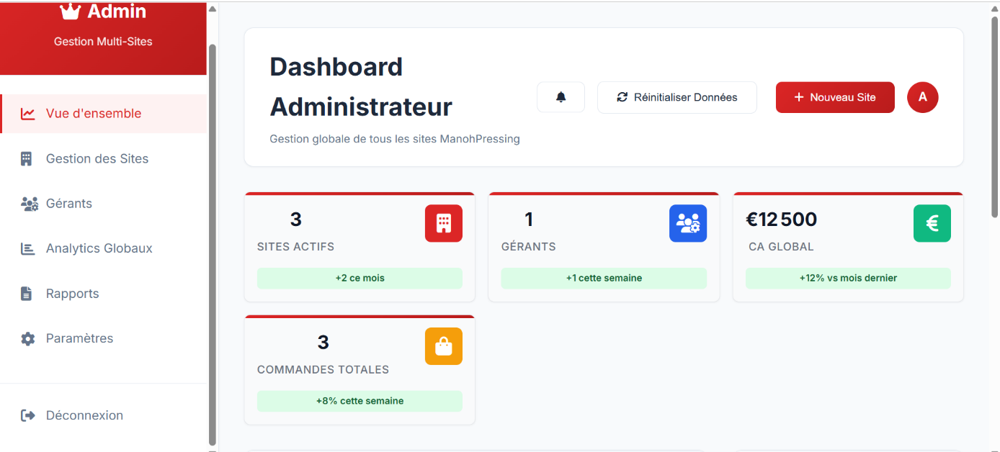 Admin
Gestion Multi-Sites
Vue d'ensemble
Gestion des Sites
Gérants
Analytics Globaux
Rapports
Paramètres
Déconnexion
Dashboard
Administrateur
Gestion globale de tous les sites ManohPressing
Réinitialiser Données
Nouveau Site
A
3
SITES ACTIFS
+2 ce mois
1
GÉRANTS
+1 cette semaine
€12 500
CA GLOBAL
+12% vs mois dernier
3
COMMANDES TOTALES
+8% cette semaine